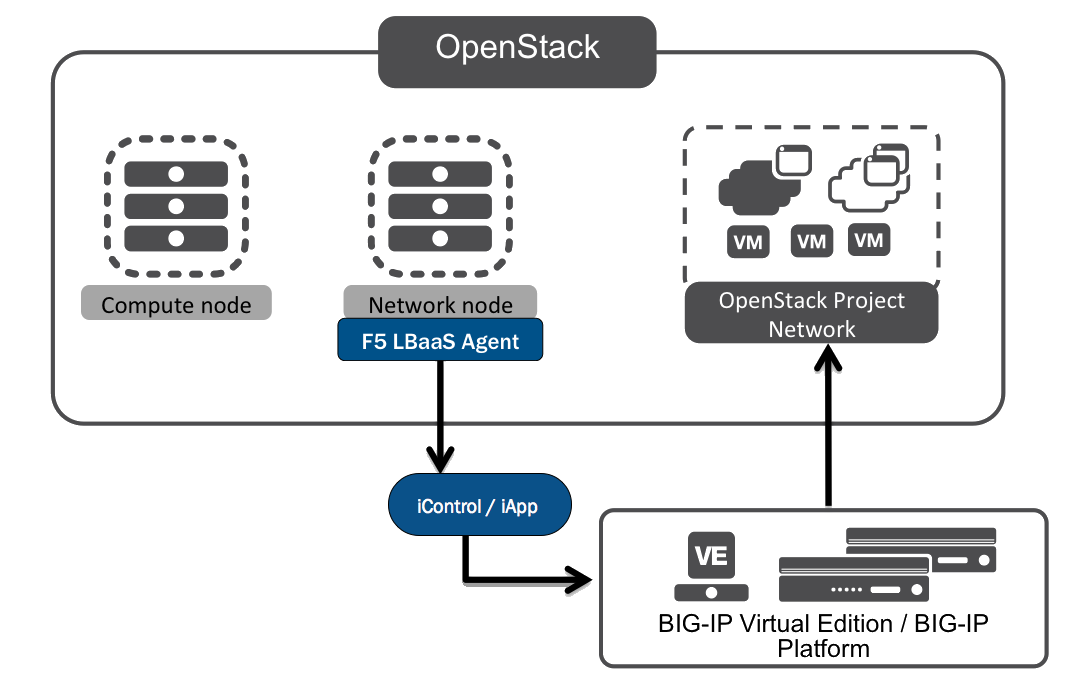 OpenStack
Compute node
Network node
F5 LBaaS Agent
VM
VM
VM
OpenStack Project
Network
iControl / iApp
VE
BIG-IP Virtual Edition / BIG-IP
Platform